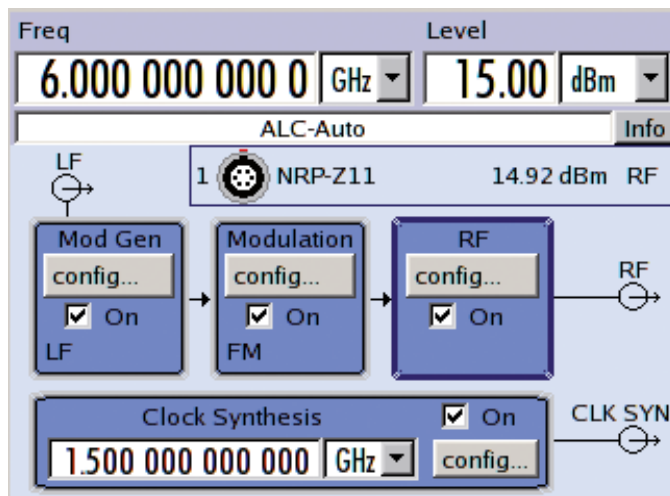 Freq Level
6.000 000 000 0 GHz 15.00 dBm
ALC-Auto Info
LF
1 NRP-Z11 14.92 dBm RF
Mod Gen Modulation RF
config... config... config...
RF
On On On
LF FM
Clock Synthesis On CLK SYN
1.500 000 000 000 GHz config...